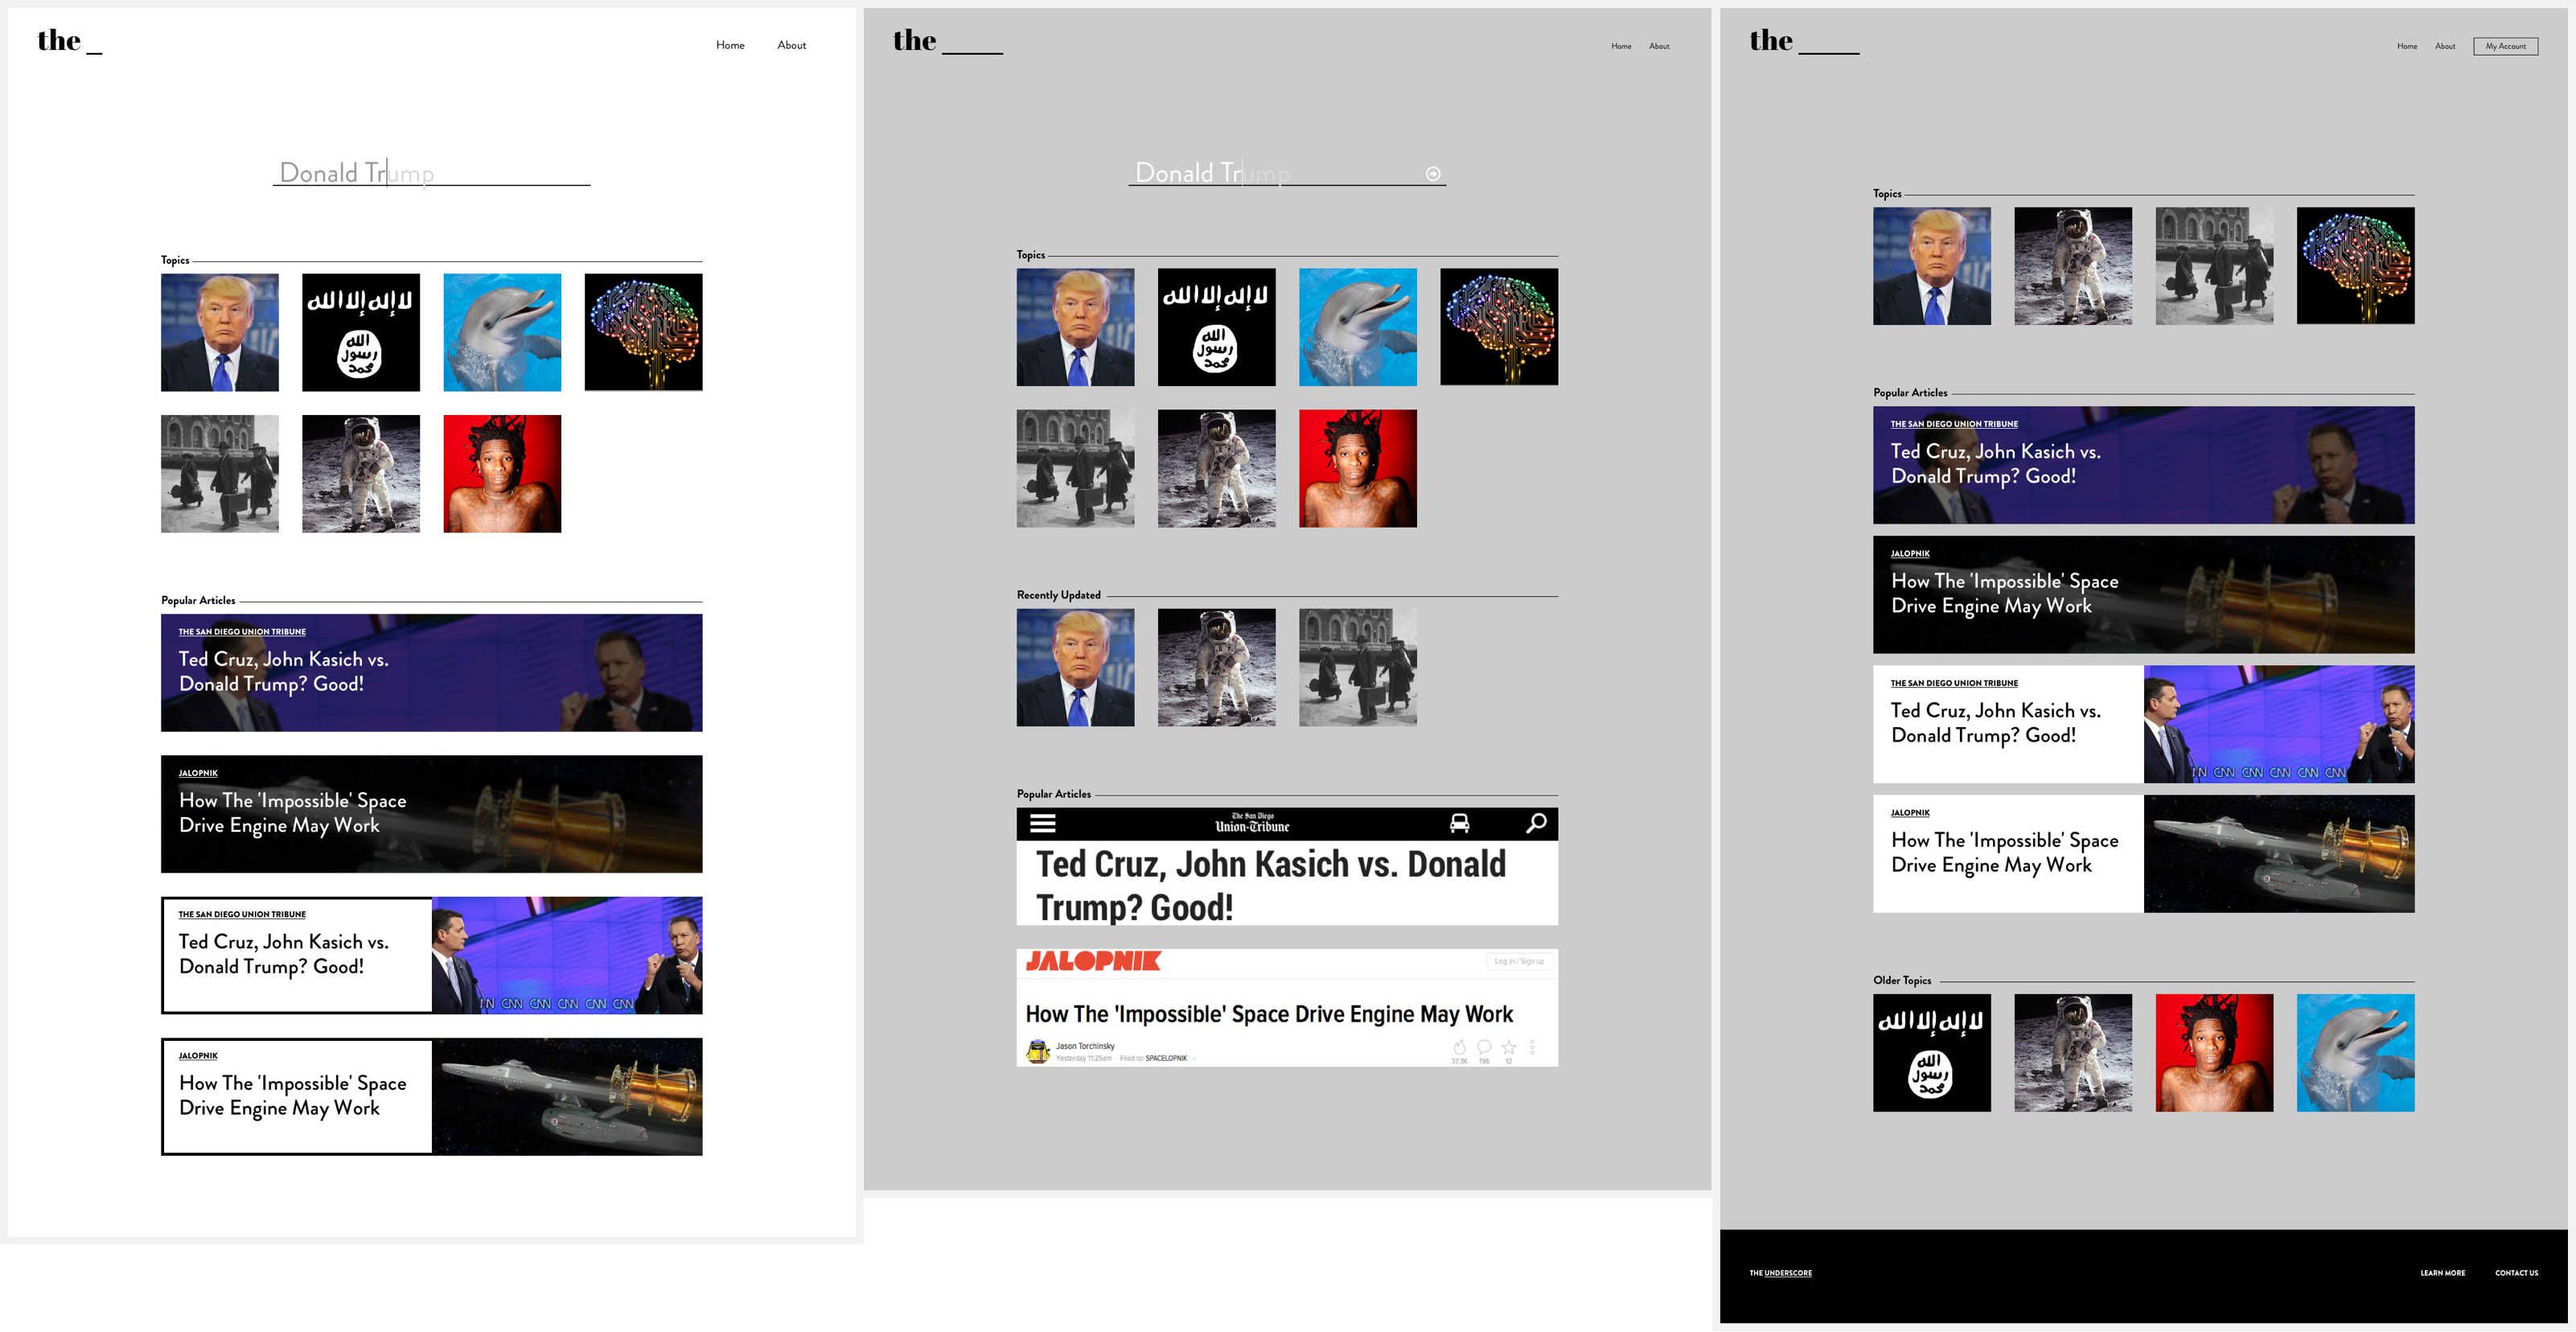 the _
Home
About
Donald Trump
Topics
لا إله إلا الله
الله
رسول
محمد
Popular Articles
THE SAN DIEGO UNION TRIBUNE
Ted Cruz, John Kasich vs.
Donald Trump? Good!
JALOPNIK
How The 'Impossible' Space
Drive Engine May Work
THE SAN DIEGO UNION TRIBUNE
Ted Cruz, John Kasich vs.
Donald Trump? Good!
N CNN CNN CNN CNN CNN
JALOPNIK
How The 'Impossible' Space
Drive Engine May Work
the ____
Home
About
Donald Trump
Topics
لا إله إلا الله
الله
رسول
محمد
Recently Updated
Popular Articles
The San Diego
Union-Tribune
Ted Cruz, John Kasich vs. Donald
Trump? Good!
JALOPNIK
Log in / Sign up
How The 'Impossible' Space Drive Engine May Work
Jason Torchinsky
Yesterday 11:25am - Filed to: SPACELOPNIK
37.3K
196
12
the ____
Home
About
My Account
Topics
Popular Articles
THE SAN DIEGO UNION TRIBUNE
Ted Cruz, John Kasich vs.
Donald Trump? Good!
JALOPNIK
How The 'Impossible' Space
Drive Engine May Work
THE SAN DIEGO UNION TRIBUNE
Ted Cruz, John Kasich vs.
Donald Trump? Good!
N CNN CNN CNN CNN CNN
JALOPNIK
How The 'Impossible' Space
Drive Engine May Work
Older Topics
لا إله إلا الله
الله
رسول
محمد
THE UNDERSCORE
LEARN MORE
CONTACT US